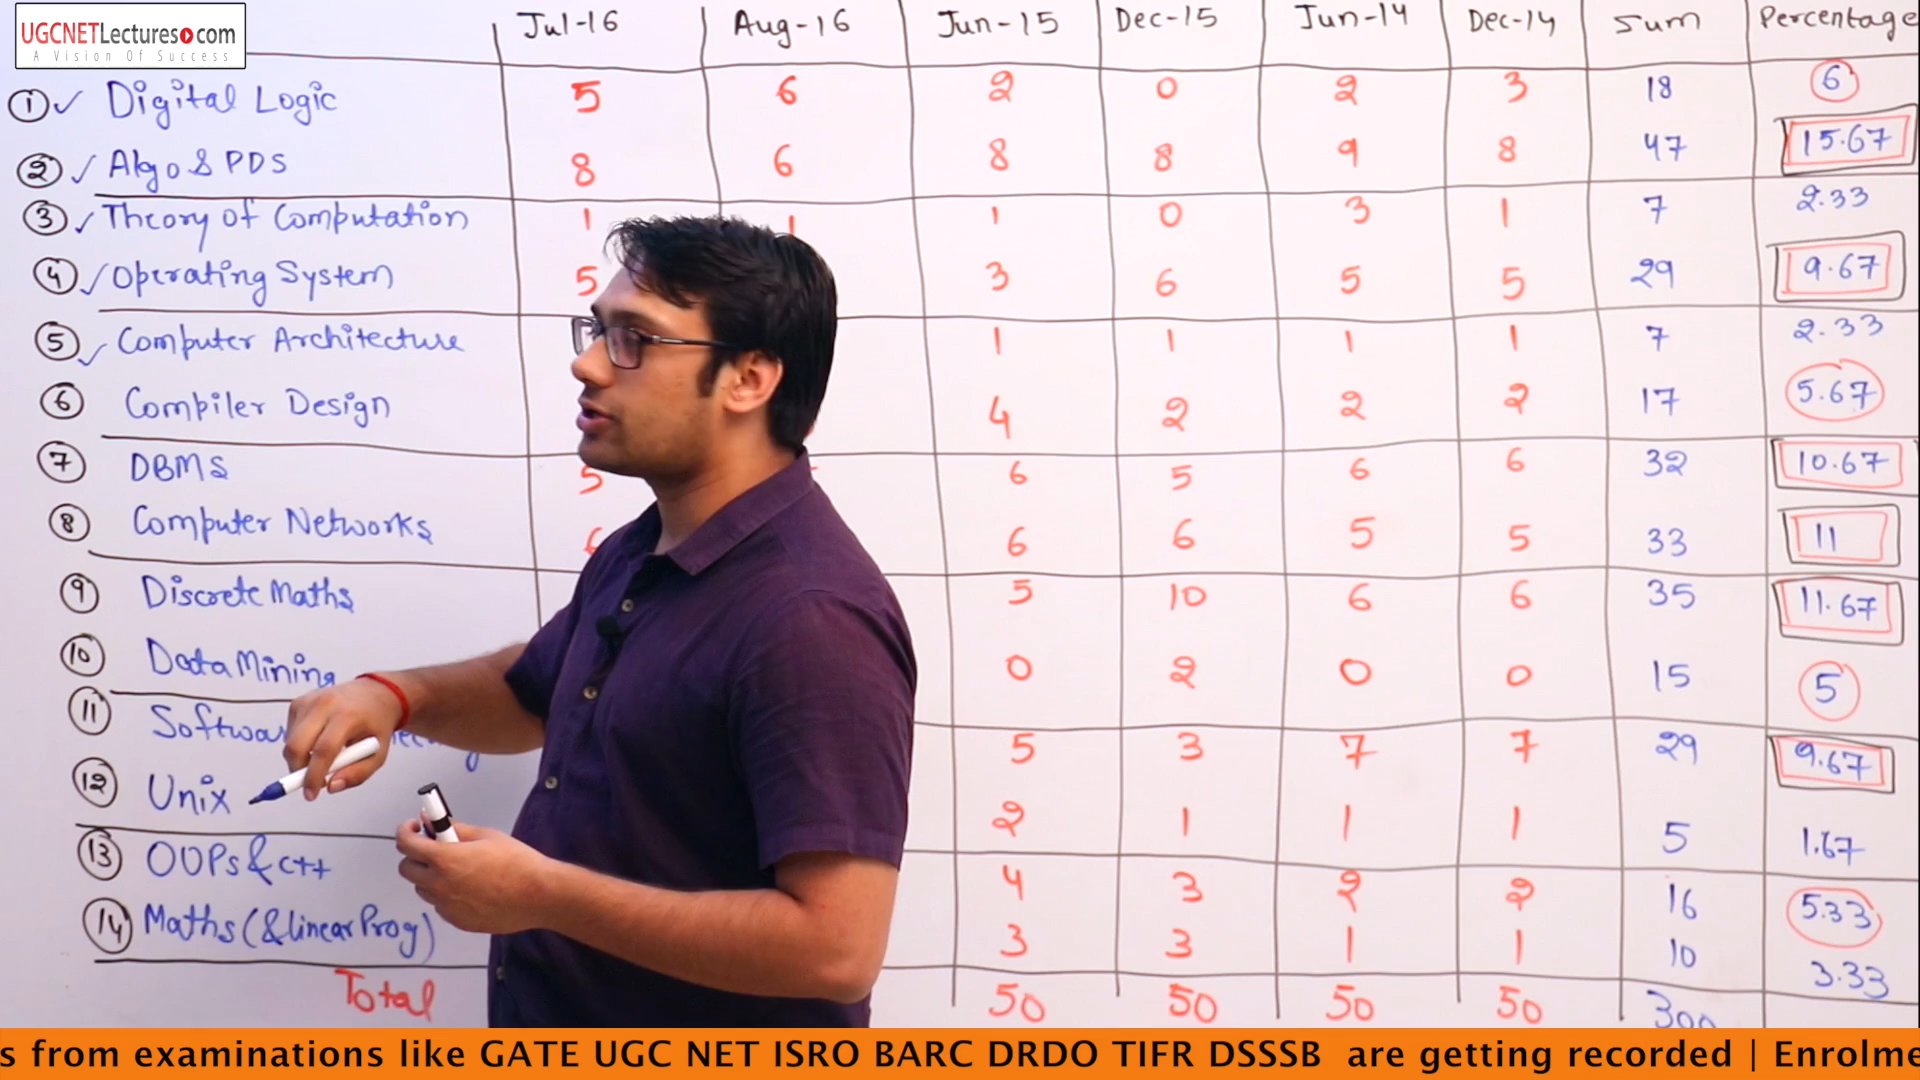 UGCNETLectures.com
A Vision Of Success
Jul-16 Aug-16 Jun-15 Dec-15 Jun-14 Dec-14 Sum Percentage
1 ✓ Digital Logic 5 6 2 0 2 3 18 6
2 ✓ Algo & PDS 8 6 8 8 9 8 47 15.67
3 ✓ Theory of Computation 1 1 1 0 3 1 7 2.33
4 ✓ Operating System 5 3 6 5 5 29 9.67
5 ✓ Computer Architecture 1 1 1 1 7 2.33
6 Compiler Design 4 2 2 2 17 5.67
7 DBMS 5 6 5 6 6 32 10.67
8 Computer Networks 6 6 6 5 5 33 11
9 Discrete Maths 5 10 6 6 35 11.67
10 Data Mining 0 2 0 0 15 5
11 5 3 7 7 29 9.67
12 Unix 2 1 1 1 5 1.67
13 OOPs & C++ 4 3 2 2 16 5.33
14 Maths (& linear Prog) 3 3 1 1 10 3.33
Total 50 50 50 50 300
s from examinations like GATE UGC NET ISRO BARC DRDO TIFR DSSSB are getting recorded | Enrolme